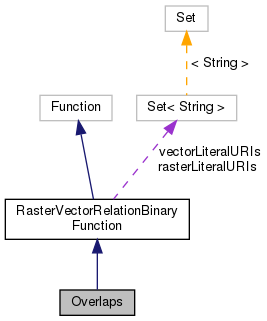 Set
< String >
Function
Set< String >
vectorLiteralURIs
rasterLiteralURIs
RasterVectorRelationBinary
Function
Overlaps